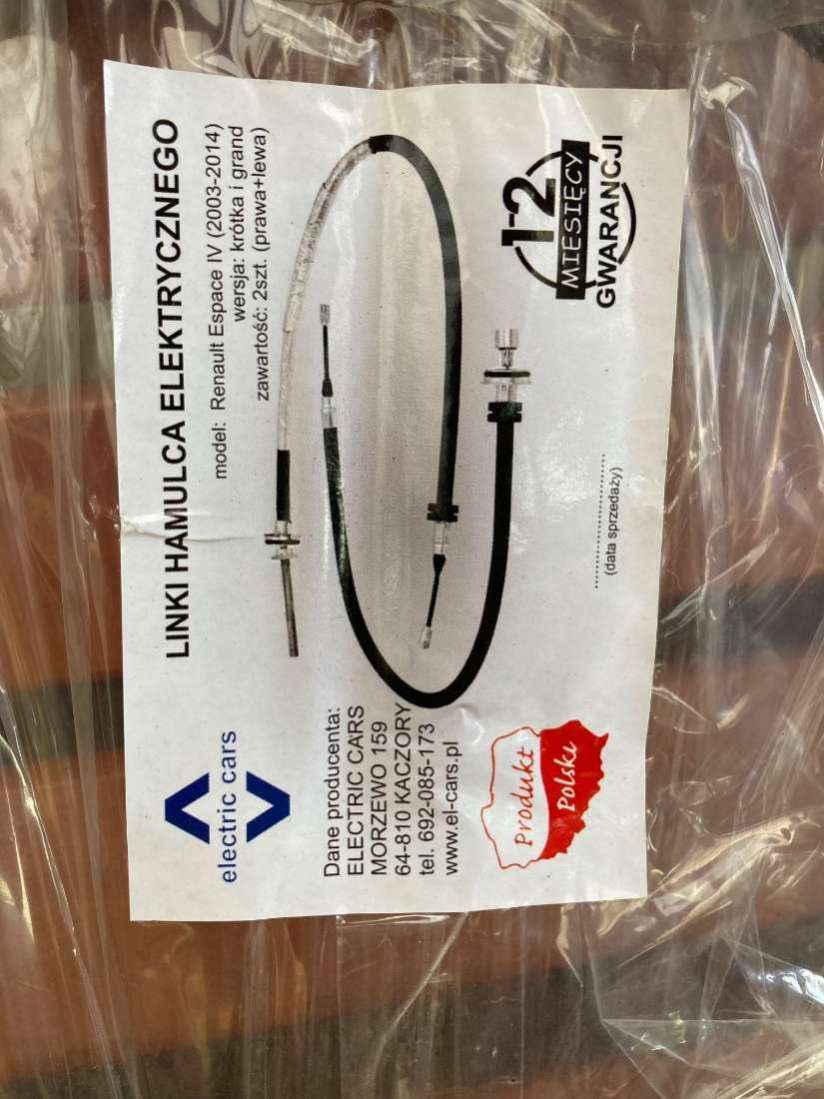 LINKI HAMULCA ELEKTRYCZNEGO
model: Renault Espace IV (2003-2014)
wersja: krótka i grand
zawartość: 2szt. (prawa+lewa)
electric cars
Dane producenta:
ELECTRIC CARS
MORZEWO 159
64-810 KACZORY
tel. 692-085-173
www.el-cars.pl
Produkt
Polski
12
MIESIĘCY
GWARANCJI
....................................
(data sprzedaży)